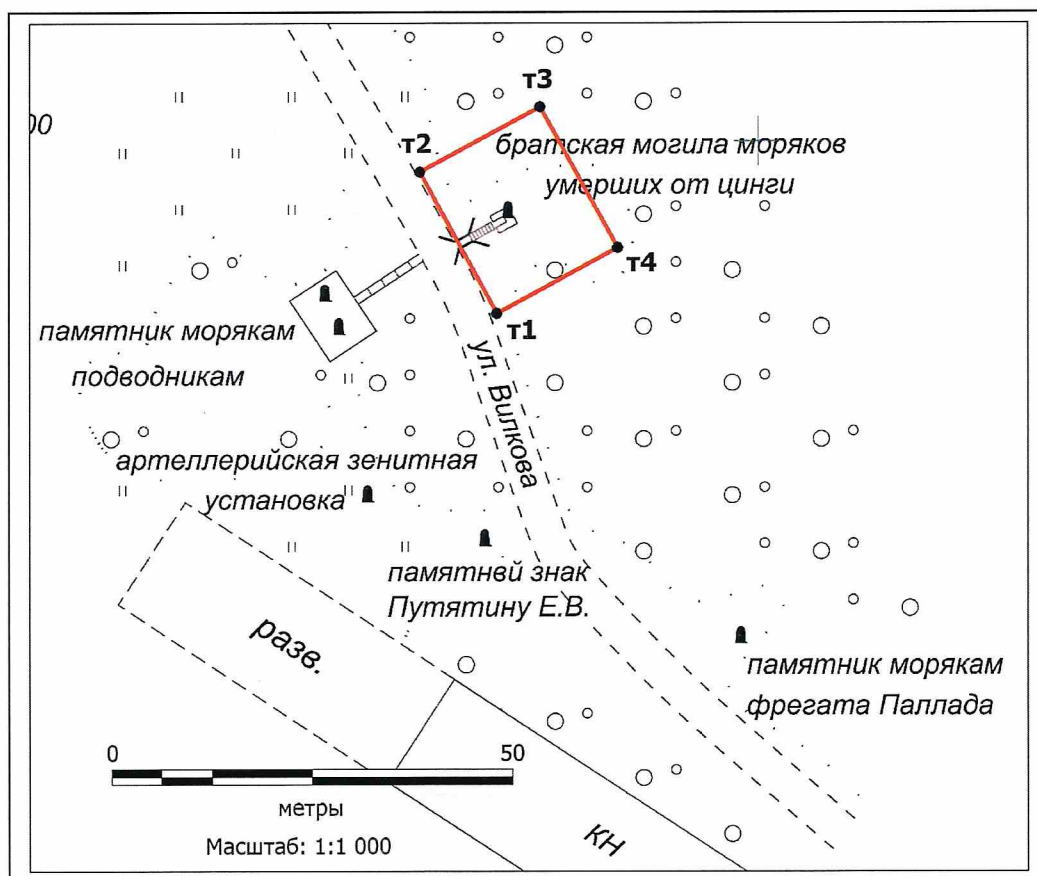 т3
00
т2
братская могила моряков
умерших от цинги
т4
т1
памятник морякам
подводникам
ул. Вилкова
артеллерийская зенитная
установка
памятней знак
Путятину Е.В.
разв.
памятник морякам
фрегата Паллада
0 50
метры
Масштаб: 1:1 000
КН